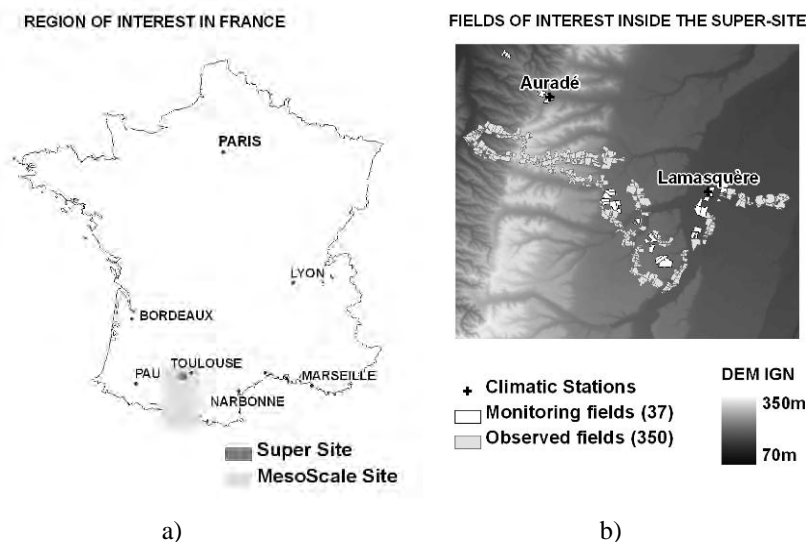 REGION OF INTEREST IN FRANCE
PARIS
LYON
BORDEAUX
TOULOUSE
PAU
MARSEILLE
NARBONNE
Super Site
MesoScale Site
a)
FIELDS OF INTEREST INSIDE THE SUPER-SITE
Auradé
Lamasquère
Climatic Stations
Monitoring fields (37)
Observed fields (350)
DEM IGN
350m
70m
b)